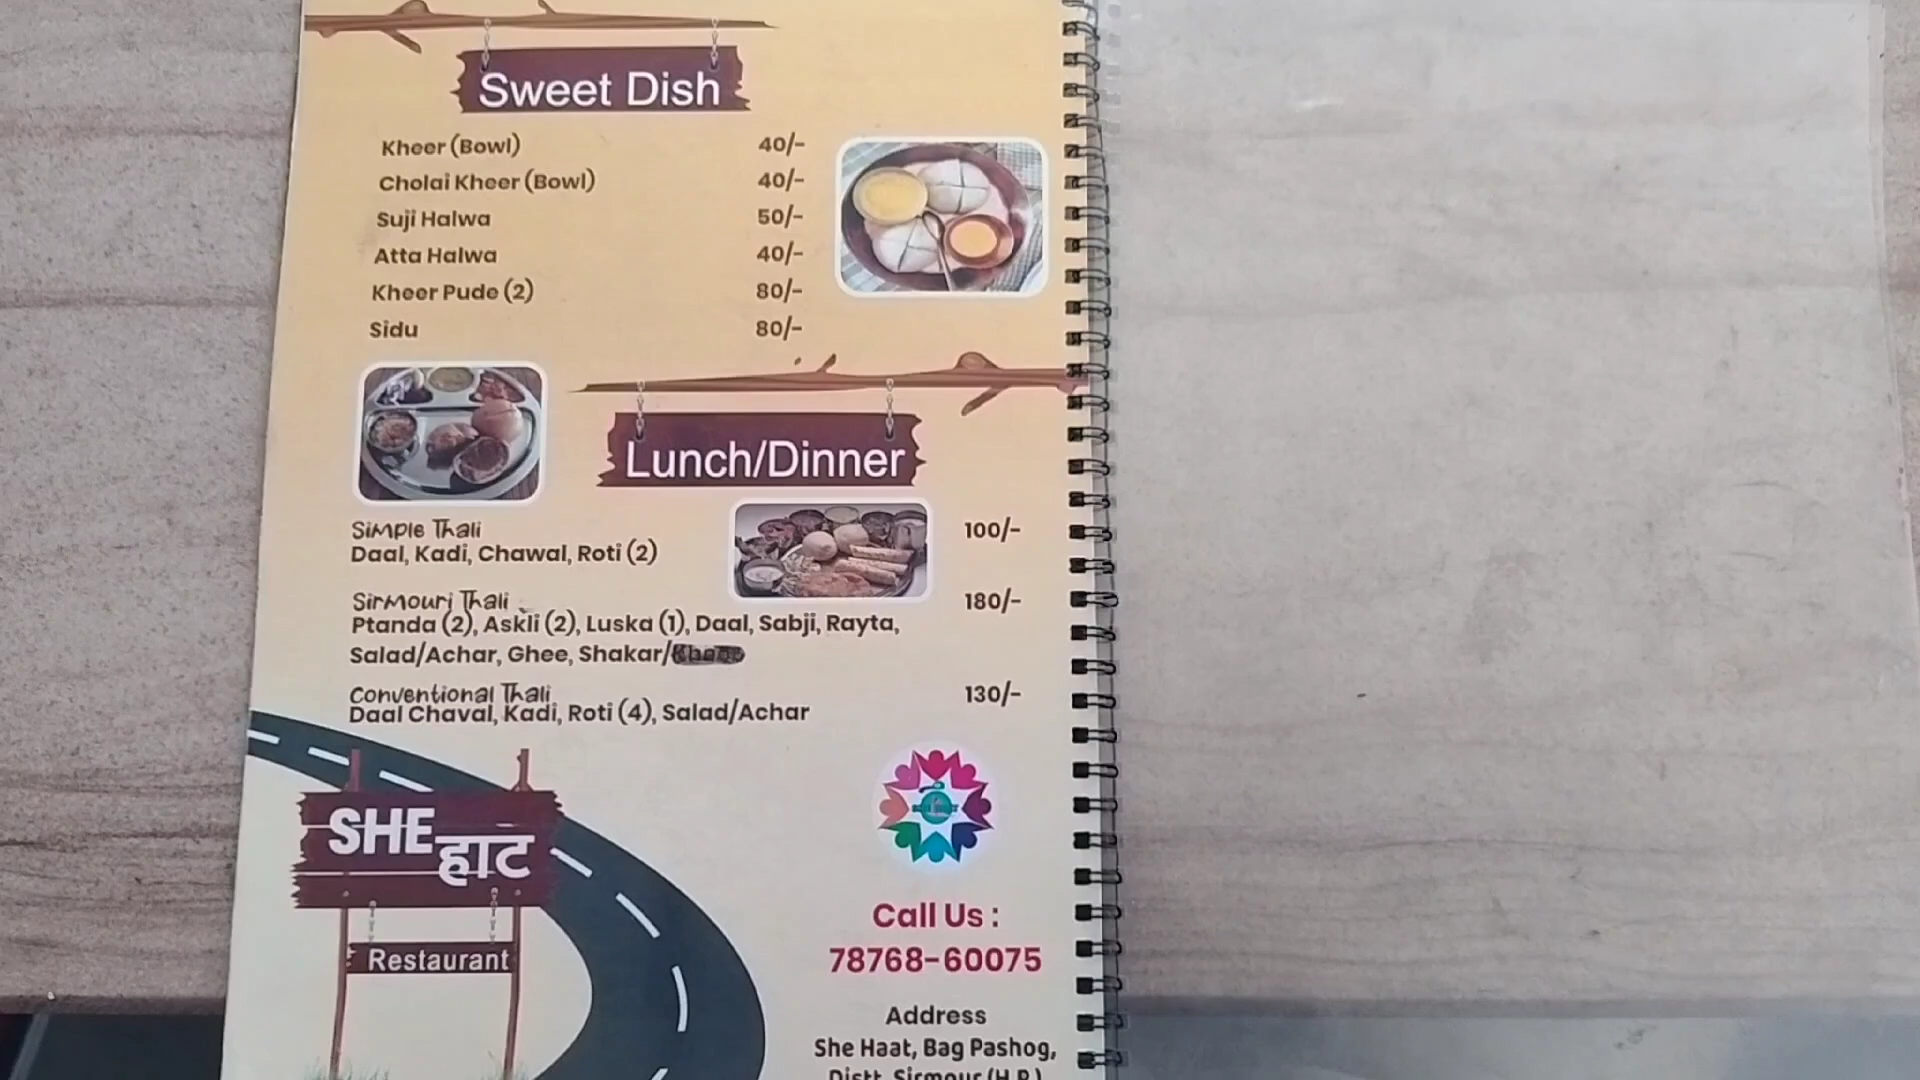 Sweet Dish
Kheer (Bowl) 40/-
Cholai Kheer (Bowl) 40/-
Suji Halwa 50/-
Atta Halwa 40/-
Kheer Pude (2) 80/-
Sidu 80/-
Lunch/Dinner
Simple Thali 100/-
Daal, Kadi, Chawal, Roti (2)
Sirmouri Thali 180/-
Ptanda (2), Askli (2), Luska (1), Daal, Sabji, Rayta,
Salad/Achar, Ghee, Shakar/
Conventional Thali 130/-
Daal Chaval, Kadi, Roti (4), Salad/Achar
SHE हाट
Restaurant
Call Us :
78768-60075
Address
She Haat, Bag Pashog,
Distt. Sirmour (H.P.)